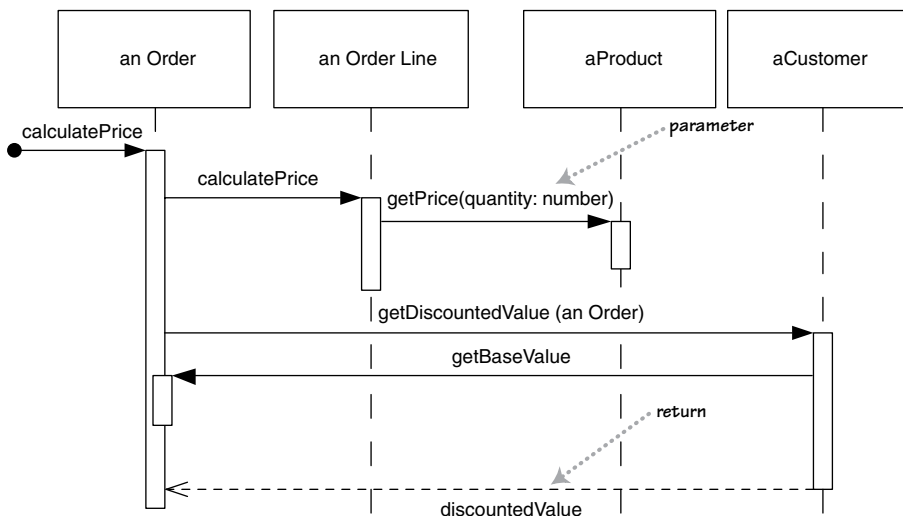 an Order
an Order Line
aProduct
aCustomer
calculatePrice
parameter
calculatePrice
getPrice(quantity: number)
getDiscountedValue (an Order)
getBaseValue
return
discountedValue